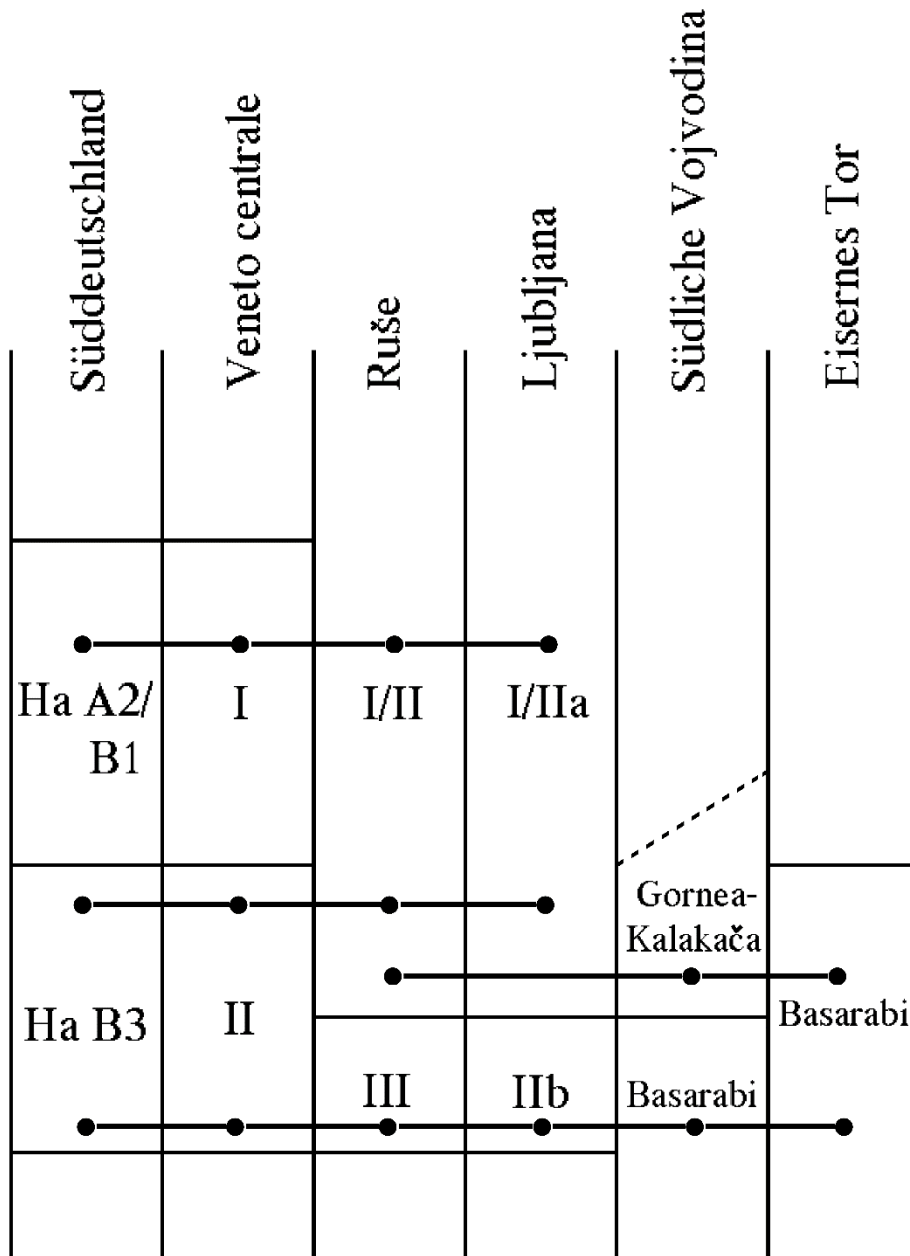 Süddeutschland
Veneto centrale
Ruše
Ljubljana
Südliche Vojvodina
Eisernes Tor
Ha A2/
B1
I
I/II
I/IIa
Gornea-
Kalakača
Ha B3
II
Basarabi
III
IIb
Basarabi